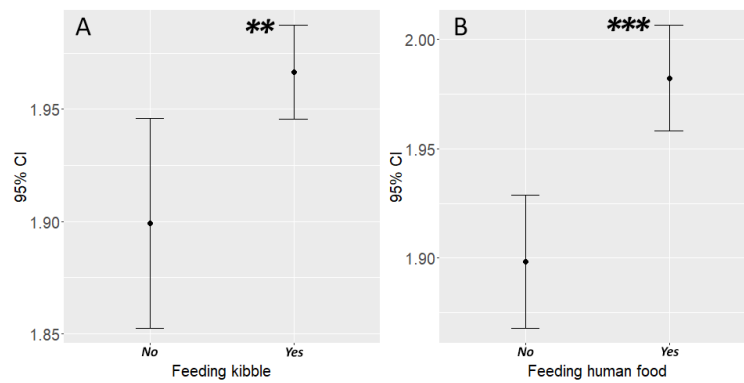 A
**
1.95
1.90
1.85
95% CI
No
Yes
Feeding kibble
B
***
2.00
1.95
1.90
95% CI
No
Yes
Feeding human food